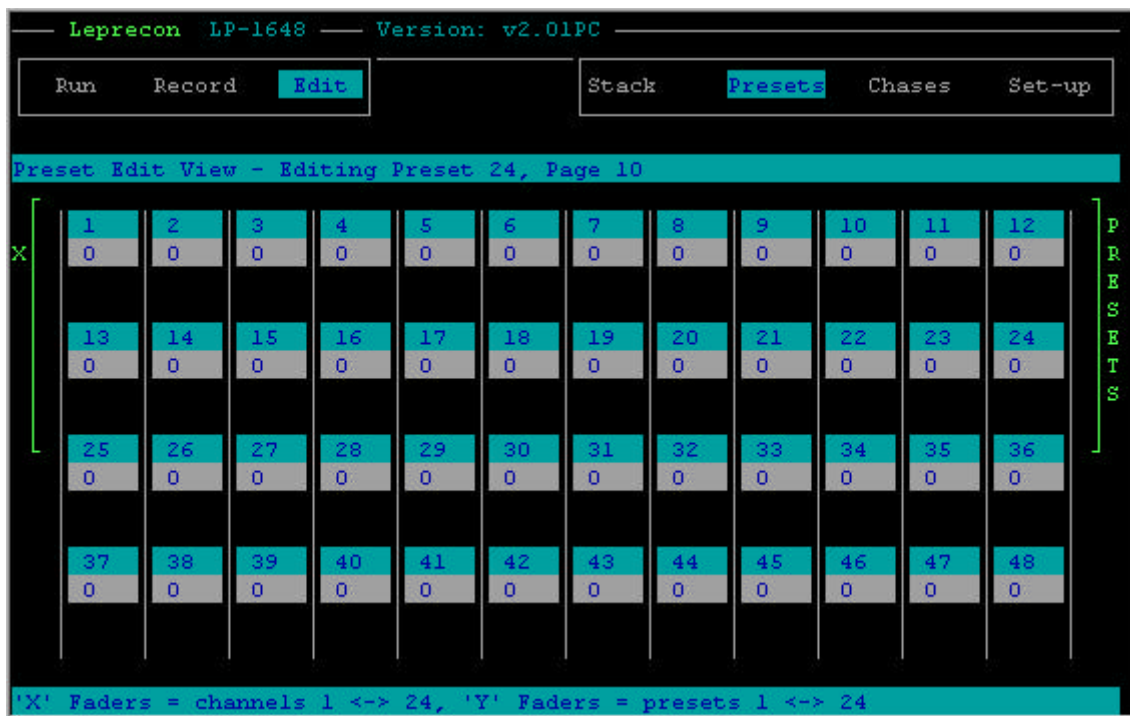 Leprecon LP-1648 Version: v2.01PC
Run Record Edit Stack Presets Chases Set-up
Preset Edit View - Editing Preset 24, Page 10
1 2 3 4 5 6 7 8 9 10 11 12
X 0 0 0 0 0 0 0 0 0 0 0 0
13 14 15 16 17 18 19 20 21 22 23 24
0 0 0 0 0 0 0 0 0 0 0 0
25 26 27 28 29 30 31 32 33 34 35 36
0 0 0 0 0 0 0 0 0 0 0 0
37 38 39 40 41 42 43 44 45 46 47 48
0 0 0 0 0 0 0 0 0 0 0 0
PRESETS
'X' Faders = channels 1 <-> 24, 'Y' Faders = presets 1 <-> 24